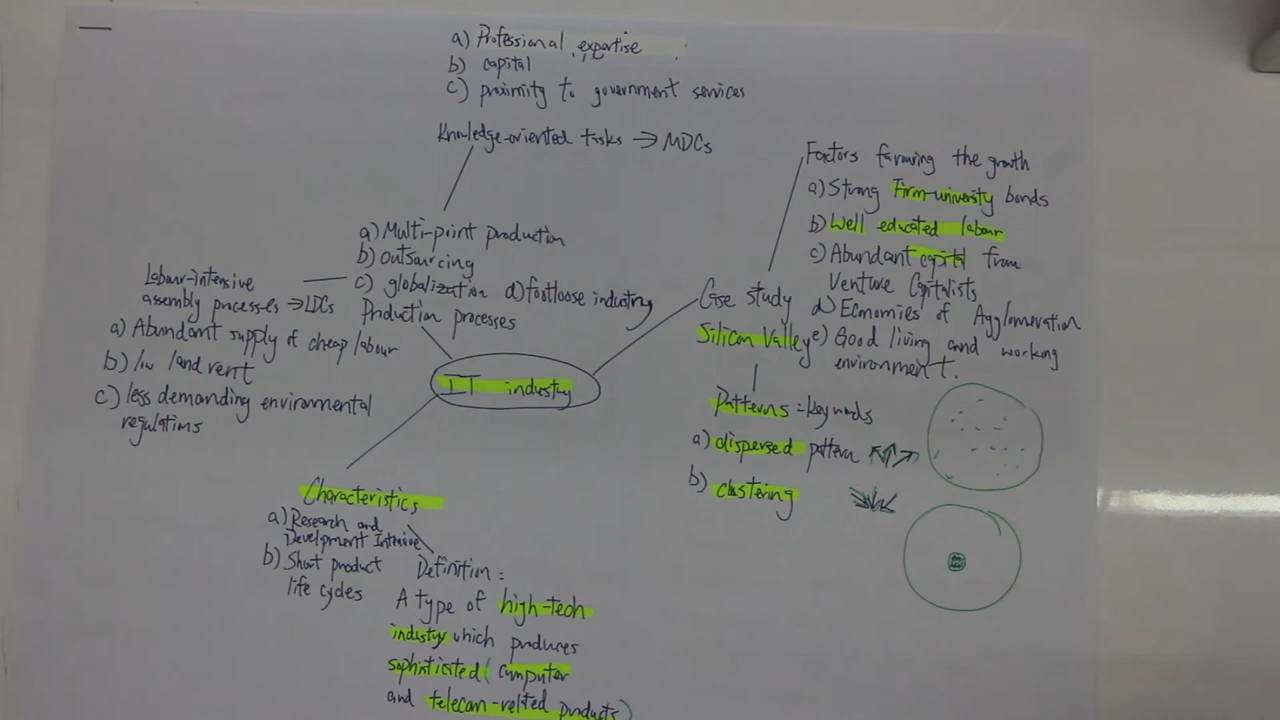 a) Professional expertise
b) capital
c) proximity to government services
Knowledge-oriented tasks → MDCs
a) Multi-point production
b) outsourcing
c) globalization d) footloose industry
Production processes
Labour-intensive
assembly processes → LDCs
a) Abundant supply of cheap labour
b) low land rent
c) less demanding environmental
regulations
IT industry
Factors favouring the growth
a) Strong Firm-university bonds
b) Well educated labour
c) Abundant capital from
Venture Capitalists
d) Economies of Agglomeration
e) Good living and working
environment.
Case study
Silicon Valley
Patterns = keywords
a) dispersed pattern
b) clustering
Characteristics
a) Research and
Development Intensive
b) Short product
life cycles
Definition :
A type of high-tech
industry which produces
sophisticated ( computer
and telecom-related products)